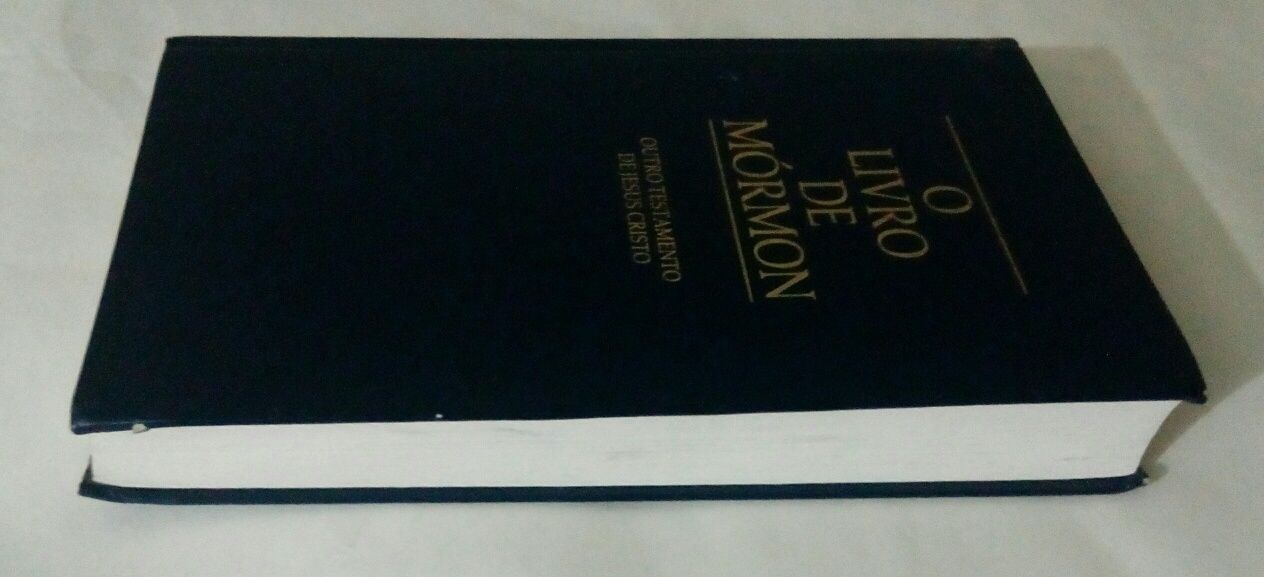 O
LIVRO
DE
MÓRMON
OUTRO TESTAMENTO
DE JESUS CRISTO